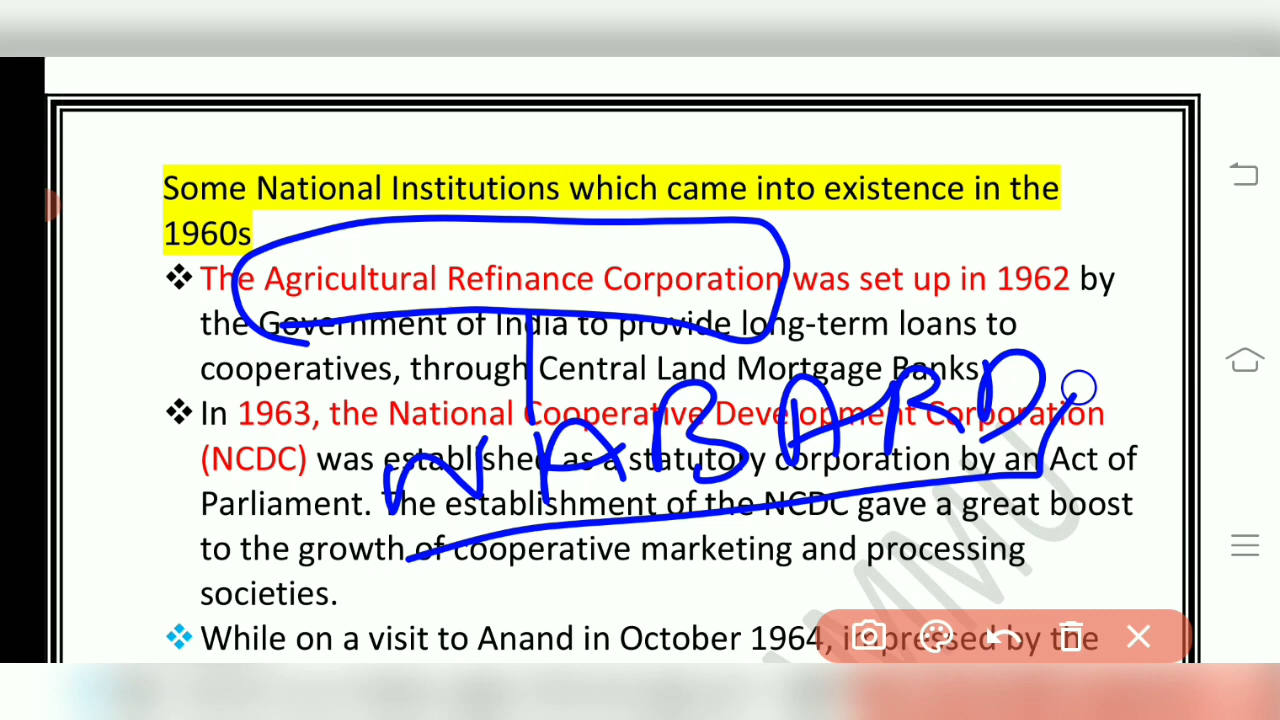 Some National Institutions which came into existence in the
1960s
❖ The Agricultural Refinance Corporation was set up in 1962 by
the Government of India to provide long-term loans to
cooperatives, through Central Land Mortgage Banks
NABARD
❖ In 1963, the National Cooperative Development Corporation
(NCDC) was established as a statutory corporation by an Act of
Parliament. The establishment of the NCDC gave a great boost
to the growth of cooperative marketing and processing
societies.
❖ While on a visit to Anand in October 1964, impressed by the